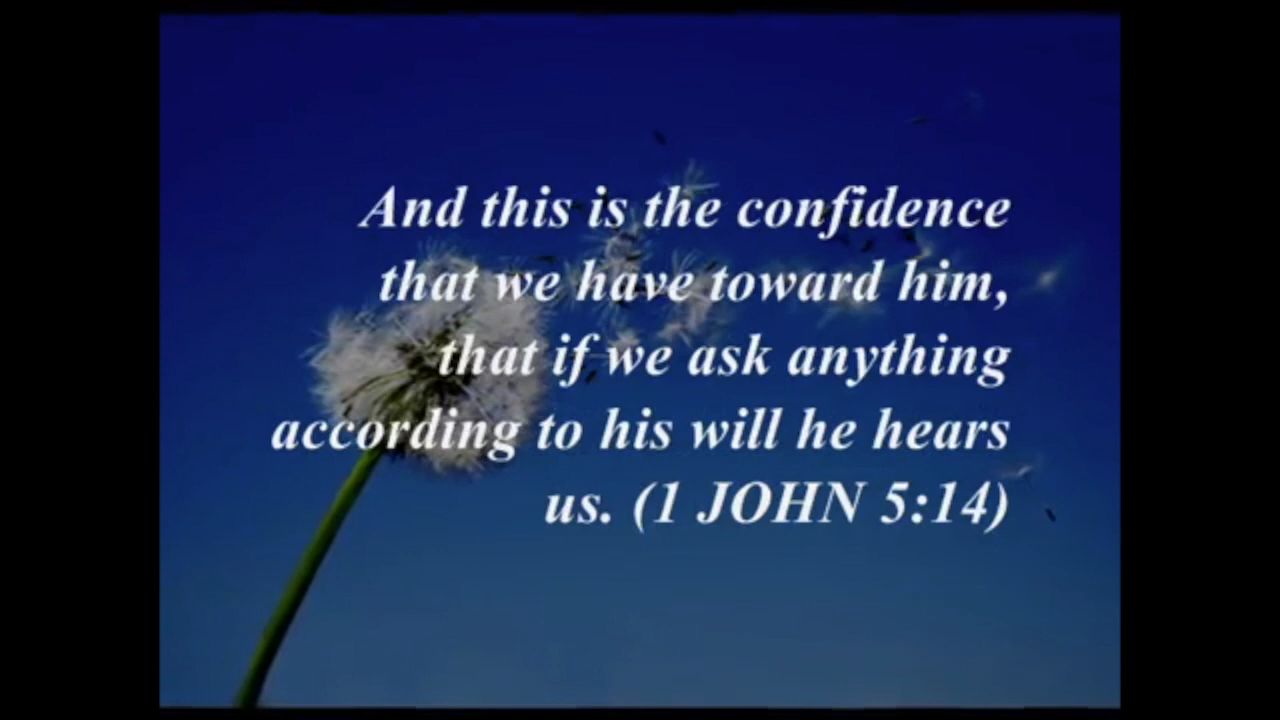 And this is the confidence
that we have toward him,
that if we ask anything
according to his will he hears
us. (1 JOHN 5:14)